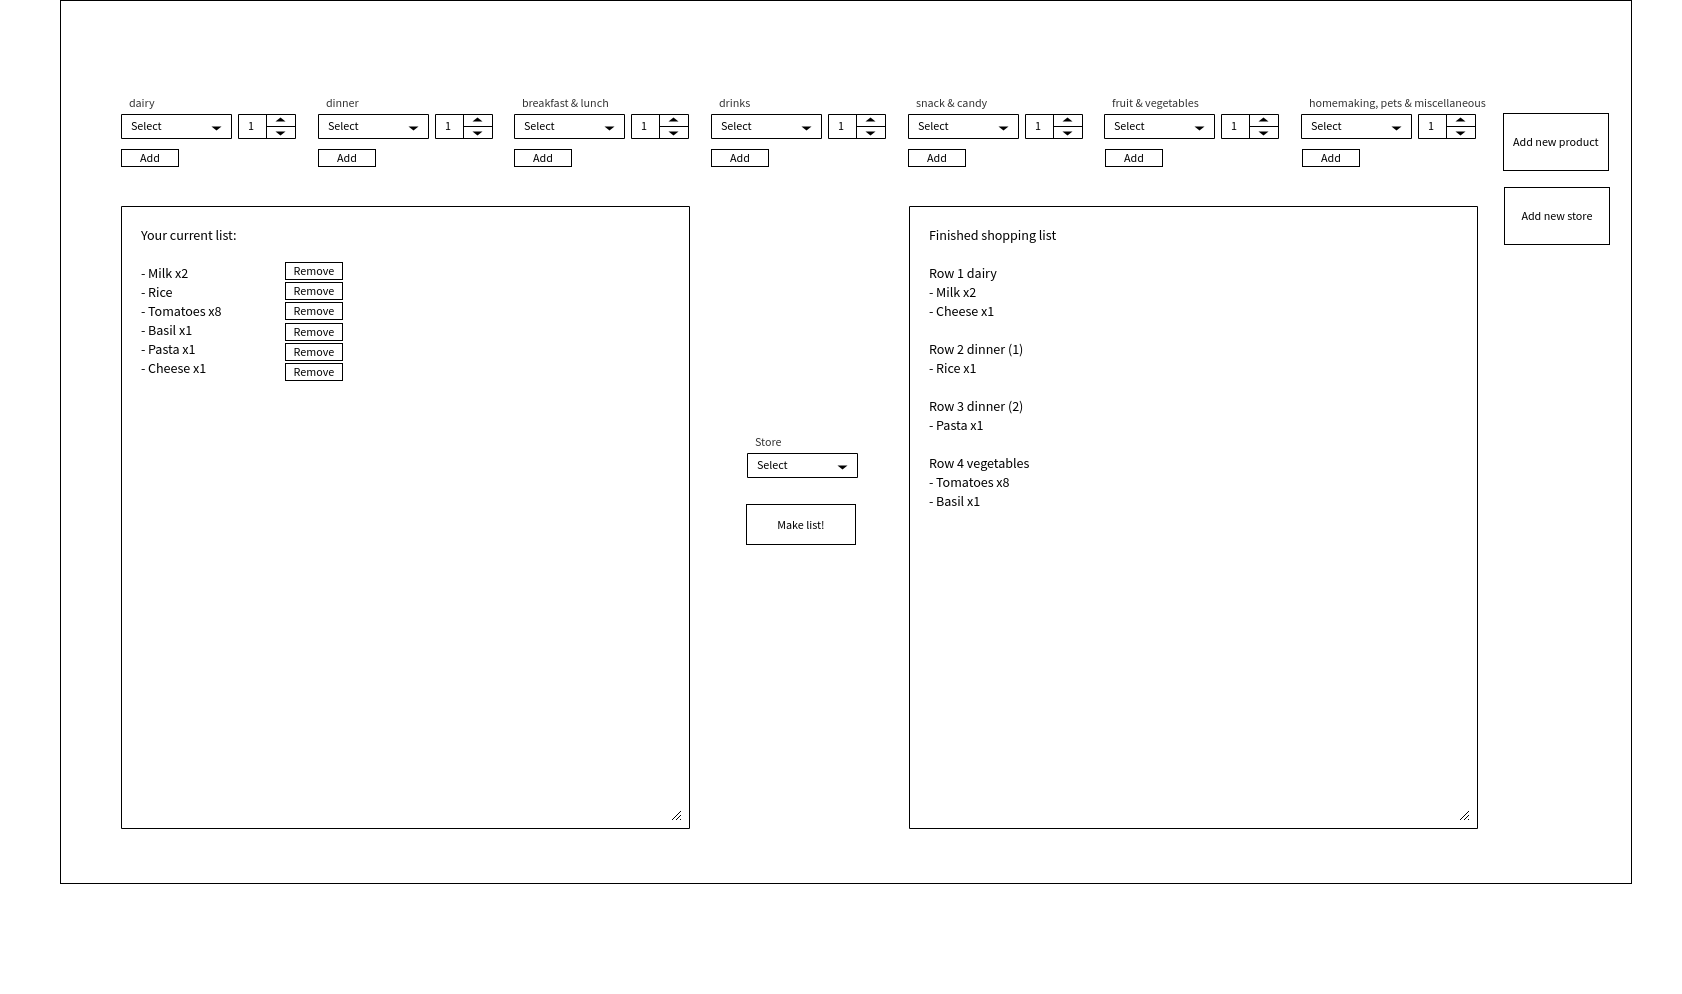 dairy
dinner
breakfast & lunch
drinks
snack & candy
fruit & vegetables
homemaking, pets & miscellaneous
Select 1
Select 1
Select 1
Select 1
Select 1
Select 1
Select 1
Add
Add
Add
Add
Add
Add
Add
Add new product
Add new store
Your current list:
- Milk x2 Remove
- Rice Remove
- Tomatoes x8 Remove
- Basil x1 Remove
- Pasta x1 Remove
- Cheese x1 Remove
Store
Select
Make list!
Finished shopping list
Row 1 dairy
- Milk x2
- Cheese x1
Row 2 dinner (1)
- Rice x1
Row 3 dinner (2)
- Pasta x1
Row 4 vegetables
- Tomatoes x8
- Basil x1